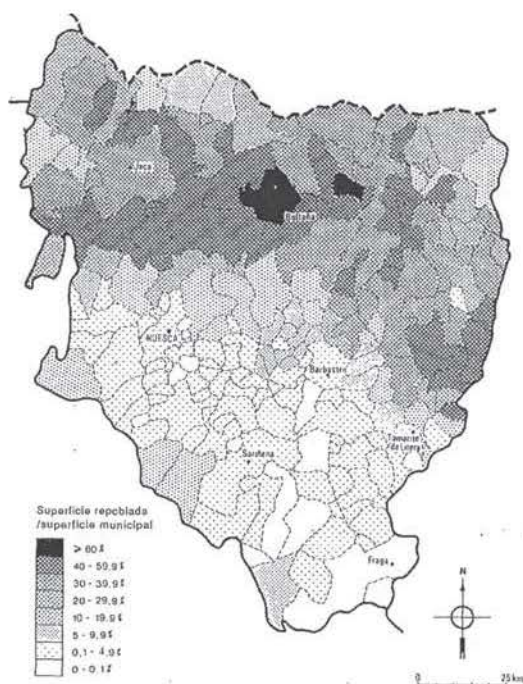 Jaca
Boltaña
HUESCA
Barbastro
Tamarite
de Litera
Sariñena
Fraga
Superficie repoblada
/superficie municipal
≥ 60%
40 - 59,9%
30 - 39,9%
20 - 29,9%
10 - 19,9%
5 - 9,9%
0,1 - 4,9%
0 - 0,1%
N
0 25 km